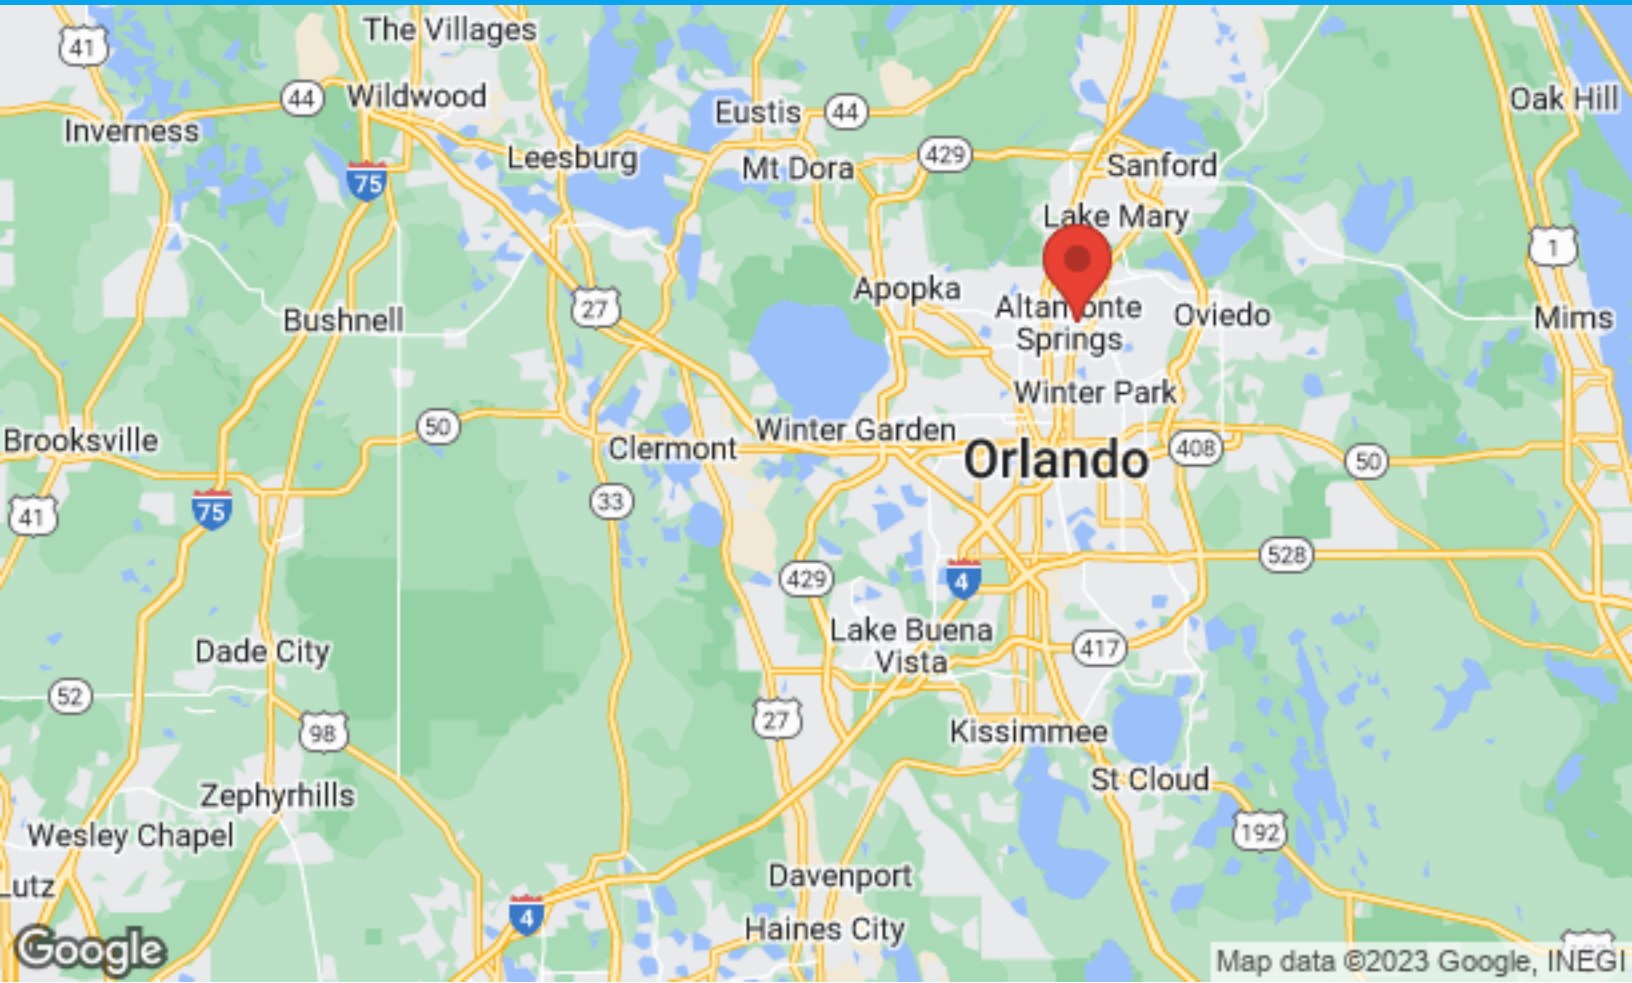 The Villages
41
44
Wildwood
Eustis
44
Oak Hill
Inverness
Leesburg
Mt Dora
429
Sanford
75
Lake Mary
1
Apopka
Altamonte
Springs
Oviedo
Mims
Bushnell
27
Winter Park
Brooksville
50
Clermont
Winter Garden
Orlando
408
50
41
75
33
528
429
4
Lake Buena
Vista
417
Dade City
52
98
27
Kissimmee
St Cloud
Zephyrhills
Wesley Chapel
192
Lutz
Davenport
4
Haines City
Google
Map data ©2023 Google, INEGI